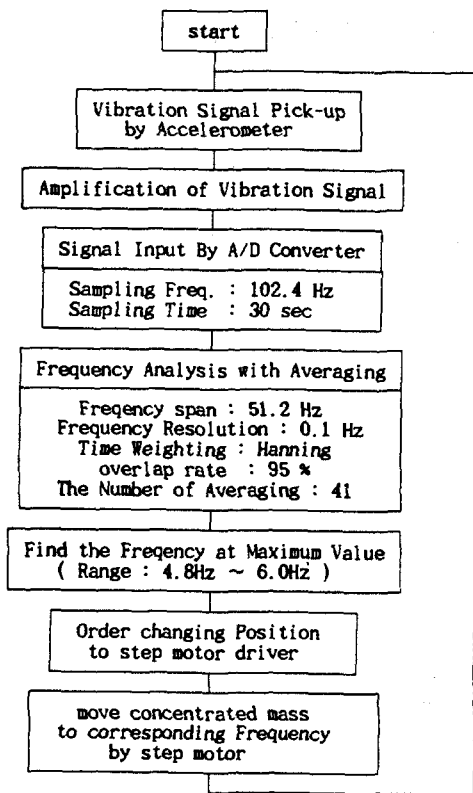 start
Vibration Signal Pick-up
by Accelerometer
Amplification of Vibration Signal
Signal Input By A/D Converter
Sampling Freq. : 102.4 Hz
Sampling Time : 30 sec
Frequency Analysis with Averaging
Freqency span : 51.2 Hz
Frequency Resolution : 0.1 Hz
Time Weighting : Hanning
overlap rate : 95 %
The Number of Averaging : 41
Find the Freqency at Maximum Value
( Range : 4.8Hz ~ 6.0Hz )
Order changing Position
to step motor driver
move concentrated mass
to corresponding Frequency
by step motor